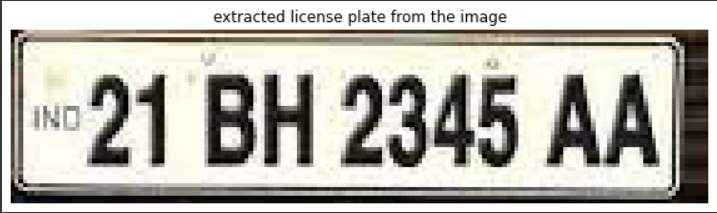 extracted license plate from the image
IND 21 BH 2345 AA